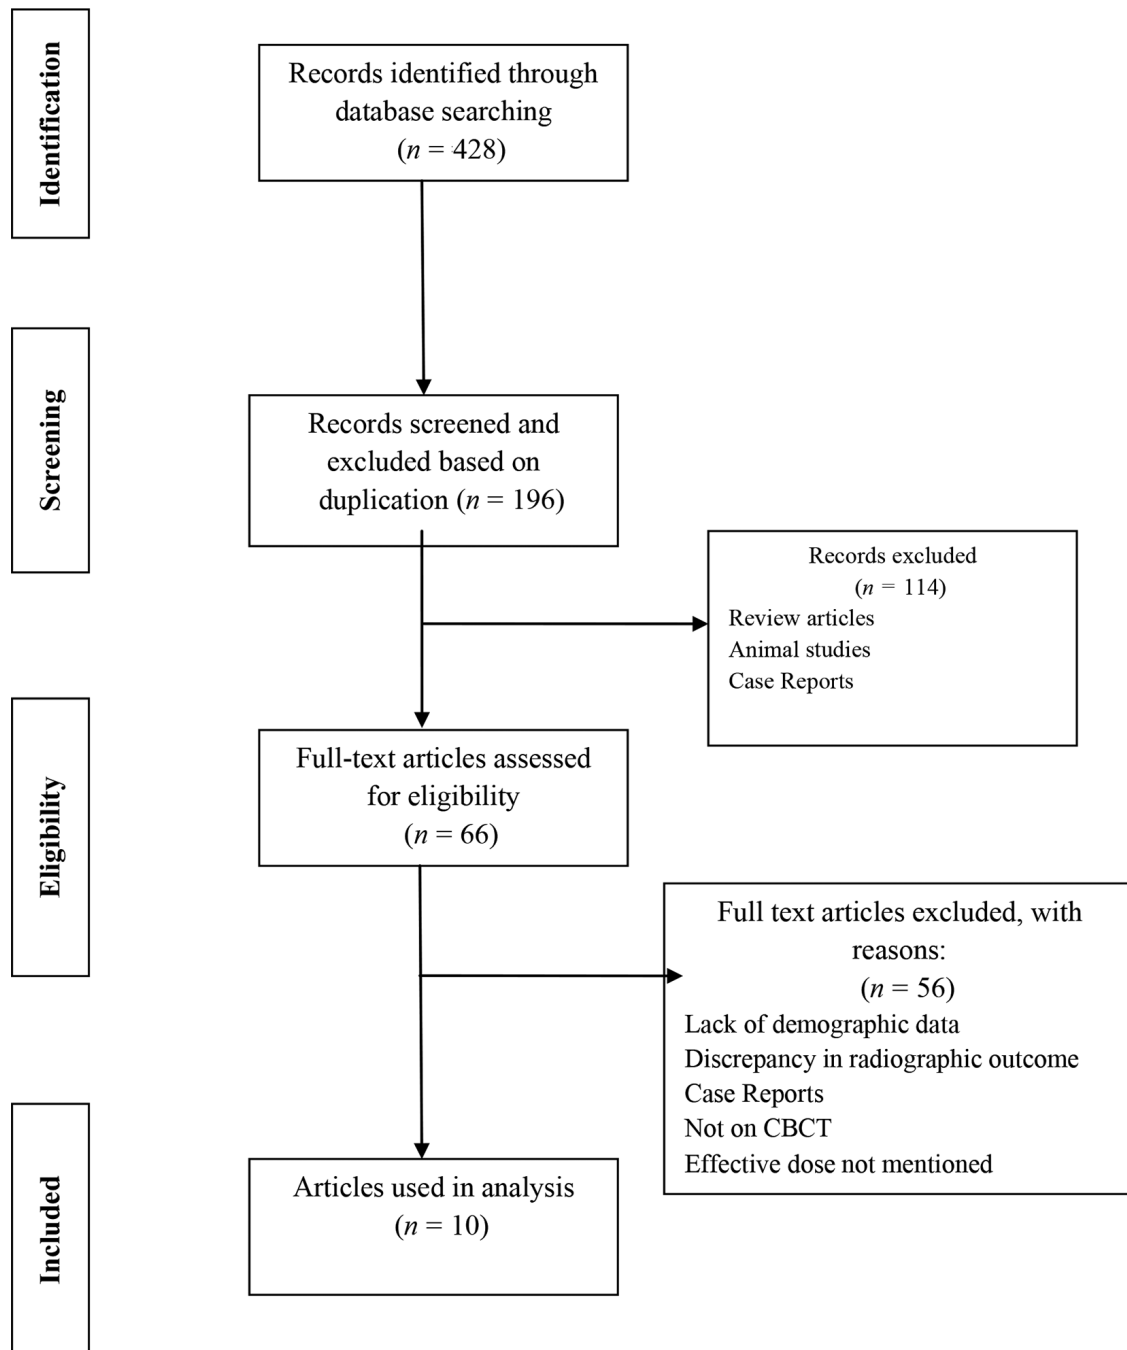 Identification
Records identified through
database searching
(n = 428)
Screening
Records screened and
excluded based on
duplication (n = 196)
Records excluded
(n = 114)
Review articles
Animal studies
Case Reports
Eligibility
Full-text articles assessed
for eligibility
(n = 66)
Full text articles excluded, with
reasons:
(n = 56)
Lack of demographic data
Discrepancy in radiographic outcome
Case Reports
Not on CBCT
Effective dose not mentioned
Included
Articles used in analysis
(n = 10)